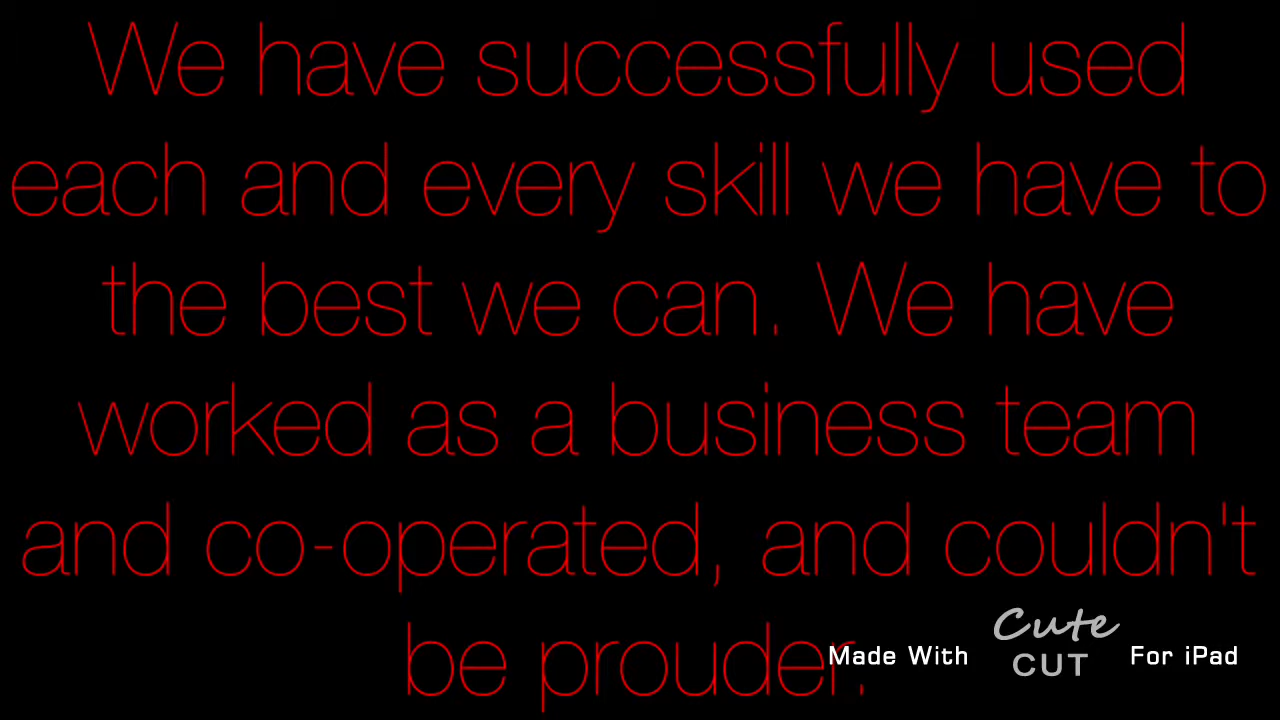 We have successfully used
each and every skill we have to
the best we can. We have
worked as a business team
and co-operated, and couldn't
be prouder.
Made With Cute CUT For iPad